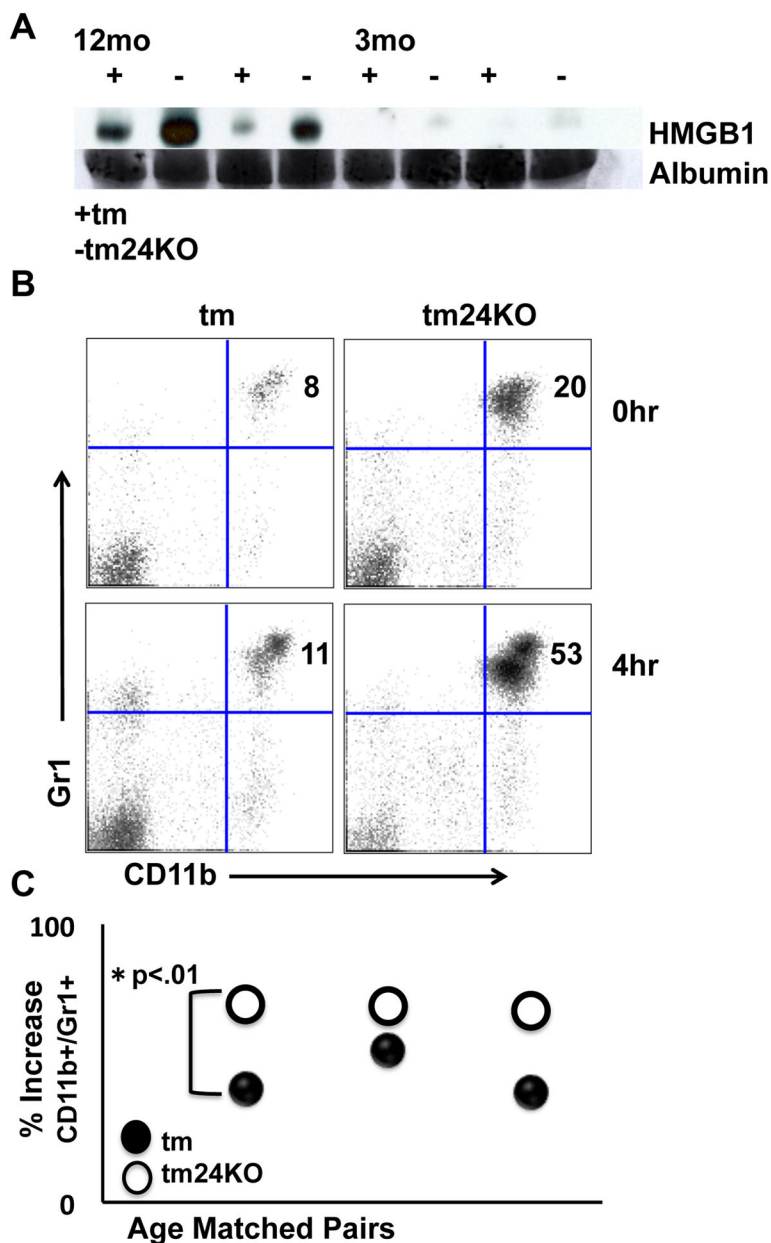 A
12mo 3mo
+ - + - + - + -
HMGB1
Albumin
+tm
-tm24KO
B
tm tm24KO
8 20 0hr
11 53 4hr
Gr1
CD11b
C
100
* p<.01
% Increase
CD11b+/Gr1+
tm
tm24KO
0
Age Matched Pairs